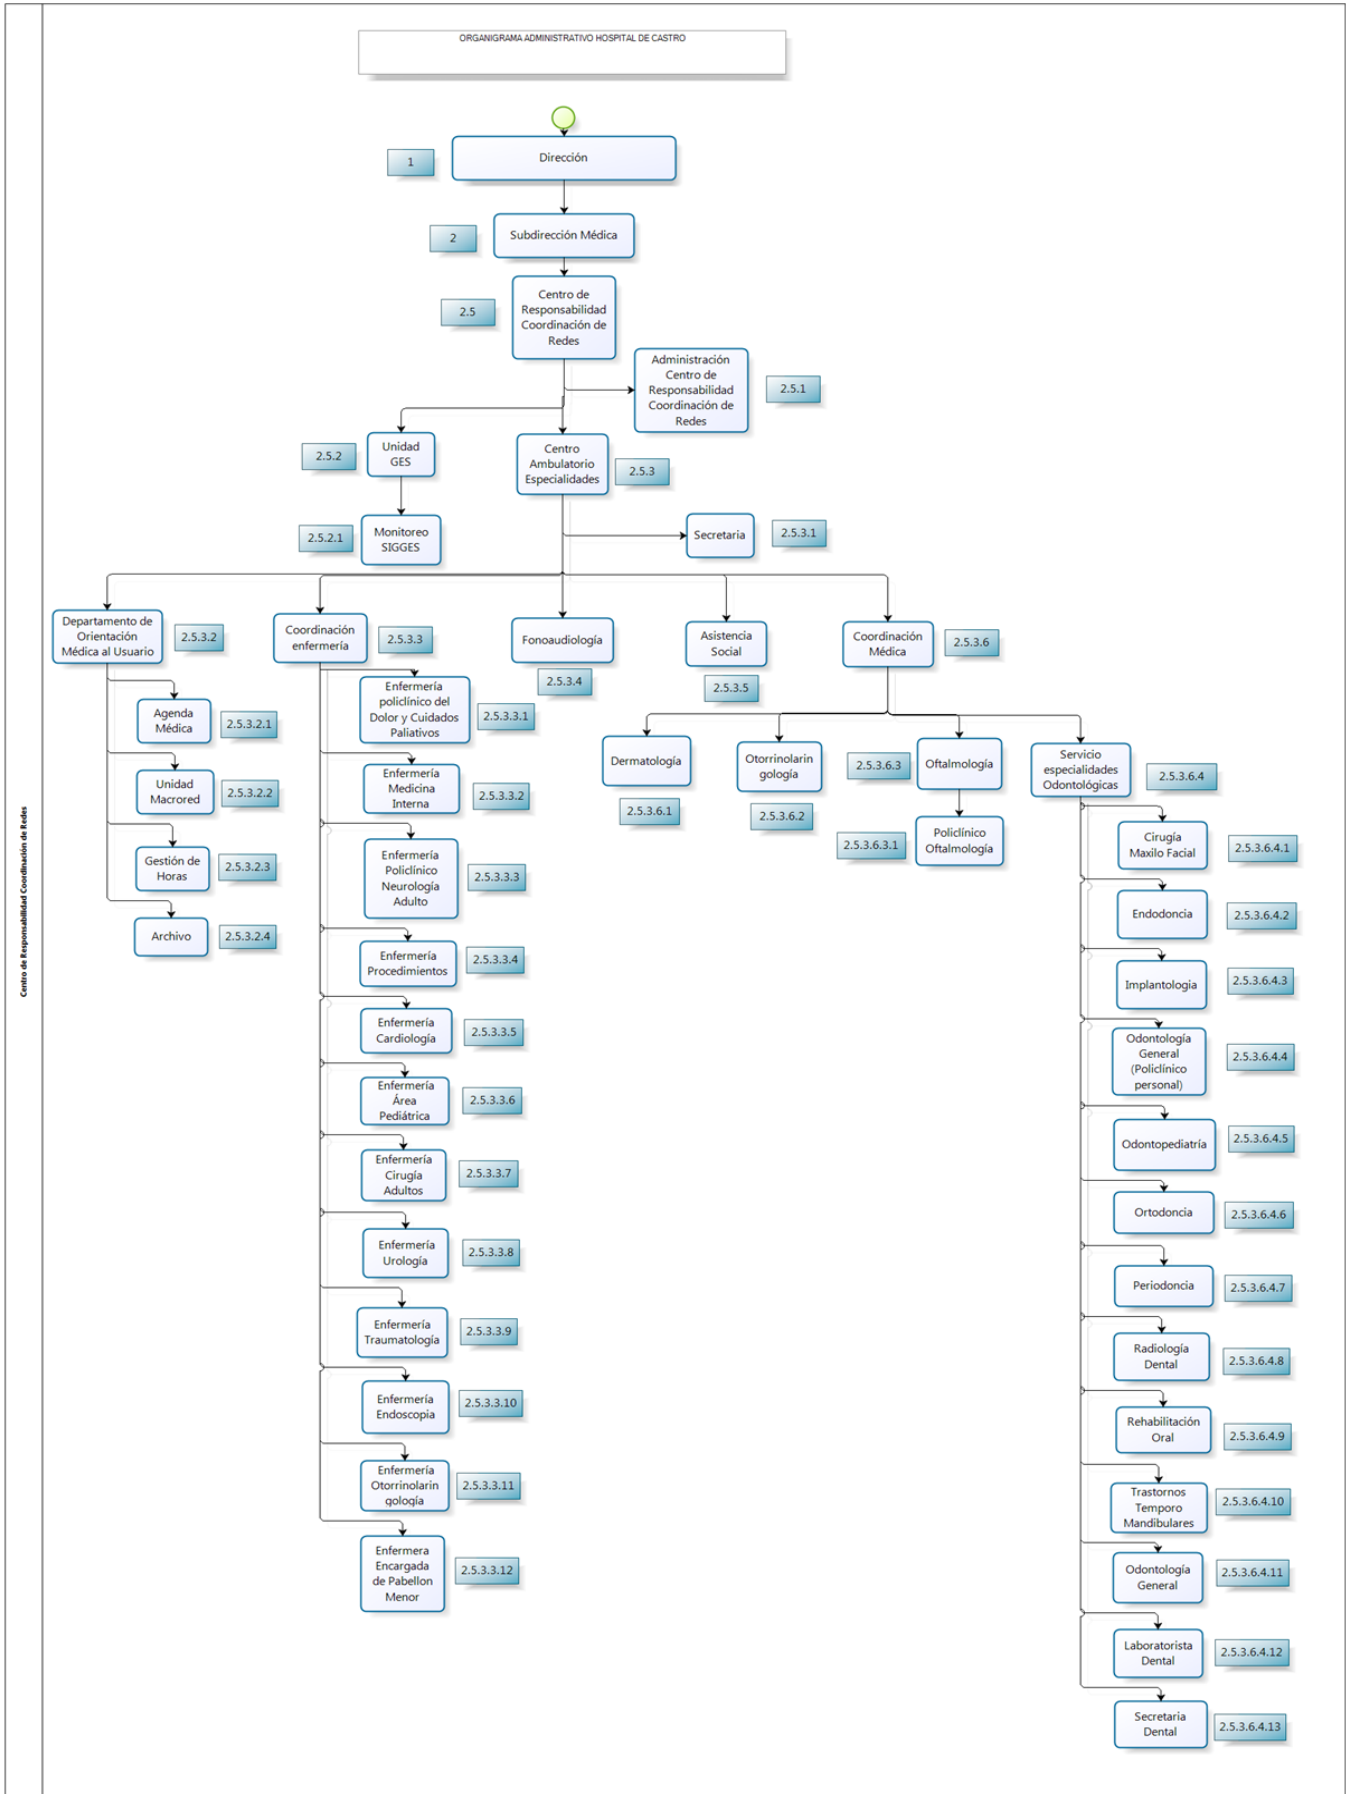 ORGANIGRAMA ADMINISTRATIVO HOSPITAL DE CASTRO
Centro de Responsabilidad Coordinación de Redes
1
Dirección
2
Subdirección Médica
2.5
Centro de
Responsabilidad
Coordinación de
Redes
Administración
Centro de
Responsabilidad
Coordinación de
Redes
2.5.1
2.5.2
Unidad
GES
Centro
Ambulatorio
Especialidades
2.5.3
2.5.2.1
Monitoreo
SIGGES
Secretaria
2.5.3.1
Departamento de
Orientación
Médica al Usuario
2.5.3.2
Coordinación
enfermería
2.5.3.3
Fonoaudiología
2.5.3.4
Asistencia
Social
2.5.3.5
Coordinación
Médica
2.5.3.6
Agenda
Médica
2.5.3.2.1
Unidad
Macrored
2.5.3.2.2
Gestión de
Horas
2.5.3.2.3
Archivo
2.5.3.2.4
Enfermería
policlínico del
Dolor y Cuidados
Paliativos
2.5.3.3.1
Enfermería
Medicina
Interna
2.5.3.3.2
Enfermería
Policlínico
Neurología
Adulto
2.5.3.3.3
Enfermería
Procedimientos
2.5.3.3.4
Enfermería
Cardiología
2.5.3.3.5
Enfermería
Área
Pediátrica
2.5.3.3.6
Enfermería
Cirugía
Adultos
2.5.3.3.7
Enfermería
Urología
2.5.3.3.8
Enfermería
Traumatología
2.5.3.3.9
Enfermería
Endoscopia
2.5.3.3.10
Enfermería
Otorrinolarin
gología
2.5.3.3.11
Enfermera
Encargada
de Pabellon
Menor
2.5.3.3.12
Dermatología
2.5.3.6.1
Otorrinolarin
gología
2.5.3.6.2
2.5.3.6.3
Oftalmología
2.5.3.6.3.1
Policlínico
Oftalmología
Servicio
especialidades
Odontológicas
2.5.3.6.4
Cirugía
Maxilo Facial
2.5.3.6.4.1
Endodoncia
2.5.3.6.4.2
Implantologia
2.5.3.6.4.3
Odontología
General
(Policlínico
personal)
2.5.3.6.4.4
Odontopediatría
2.5.3.6.4.5
Ortodoncia
2.5.3.6.4.6
Periodoncia
2.5.3.6.4.7
Radiología
Dental
2.5.3.6.4.8
Rehabilitación
Oral
2.5.3.6.4.9
Trastornos
Temporo
Mandibulares
2.5.3.6.4.10
Odontología
General
2.5.3.6.4.11
Laboratorista
Dental
2.5.3.6.4.12
Secretaria
Dental
2.5.3.6.4.13